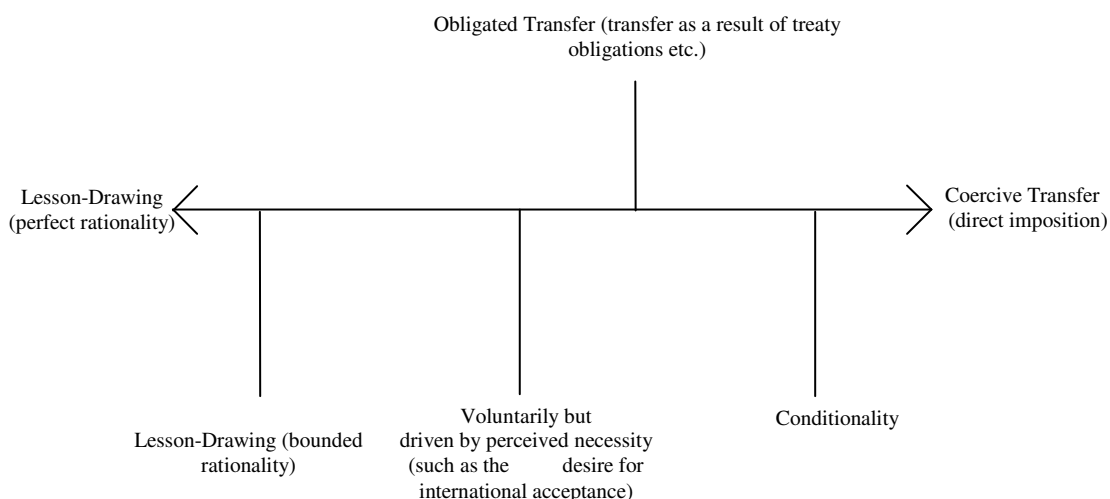 Obligated Transfer (transfer as a result of treaty
obligations etc.)
Lesson-Drawing
(perfect rationality)
Coercive Transfer
(direct imposition)
Lesson-Drawing (bounded
rationality)
Voluntarily but
driven by perceived necessity
(such as the desire for
international acceptance)
Conditionality